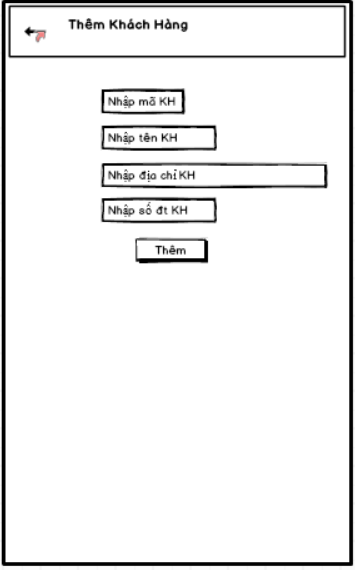 Thêm Khách Hàng
Nhập mã KH
Nhập tên KH
Nhập địa chỉ KH
Nhập số đt KH
Thêm